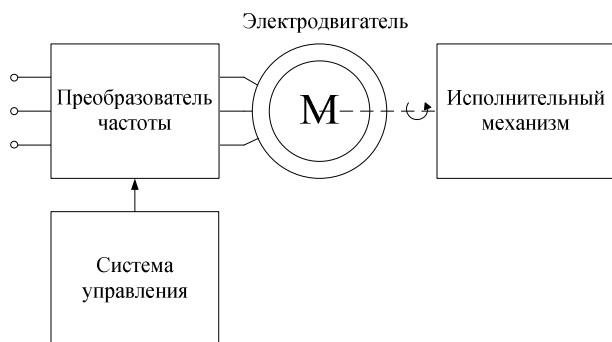 Электродвигатель
Преобразователь
частоты
М
Исполнительный
механизм
Система
управления